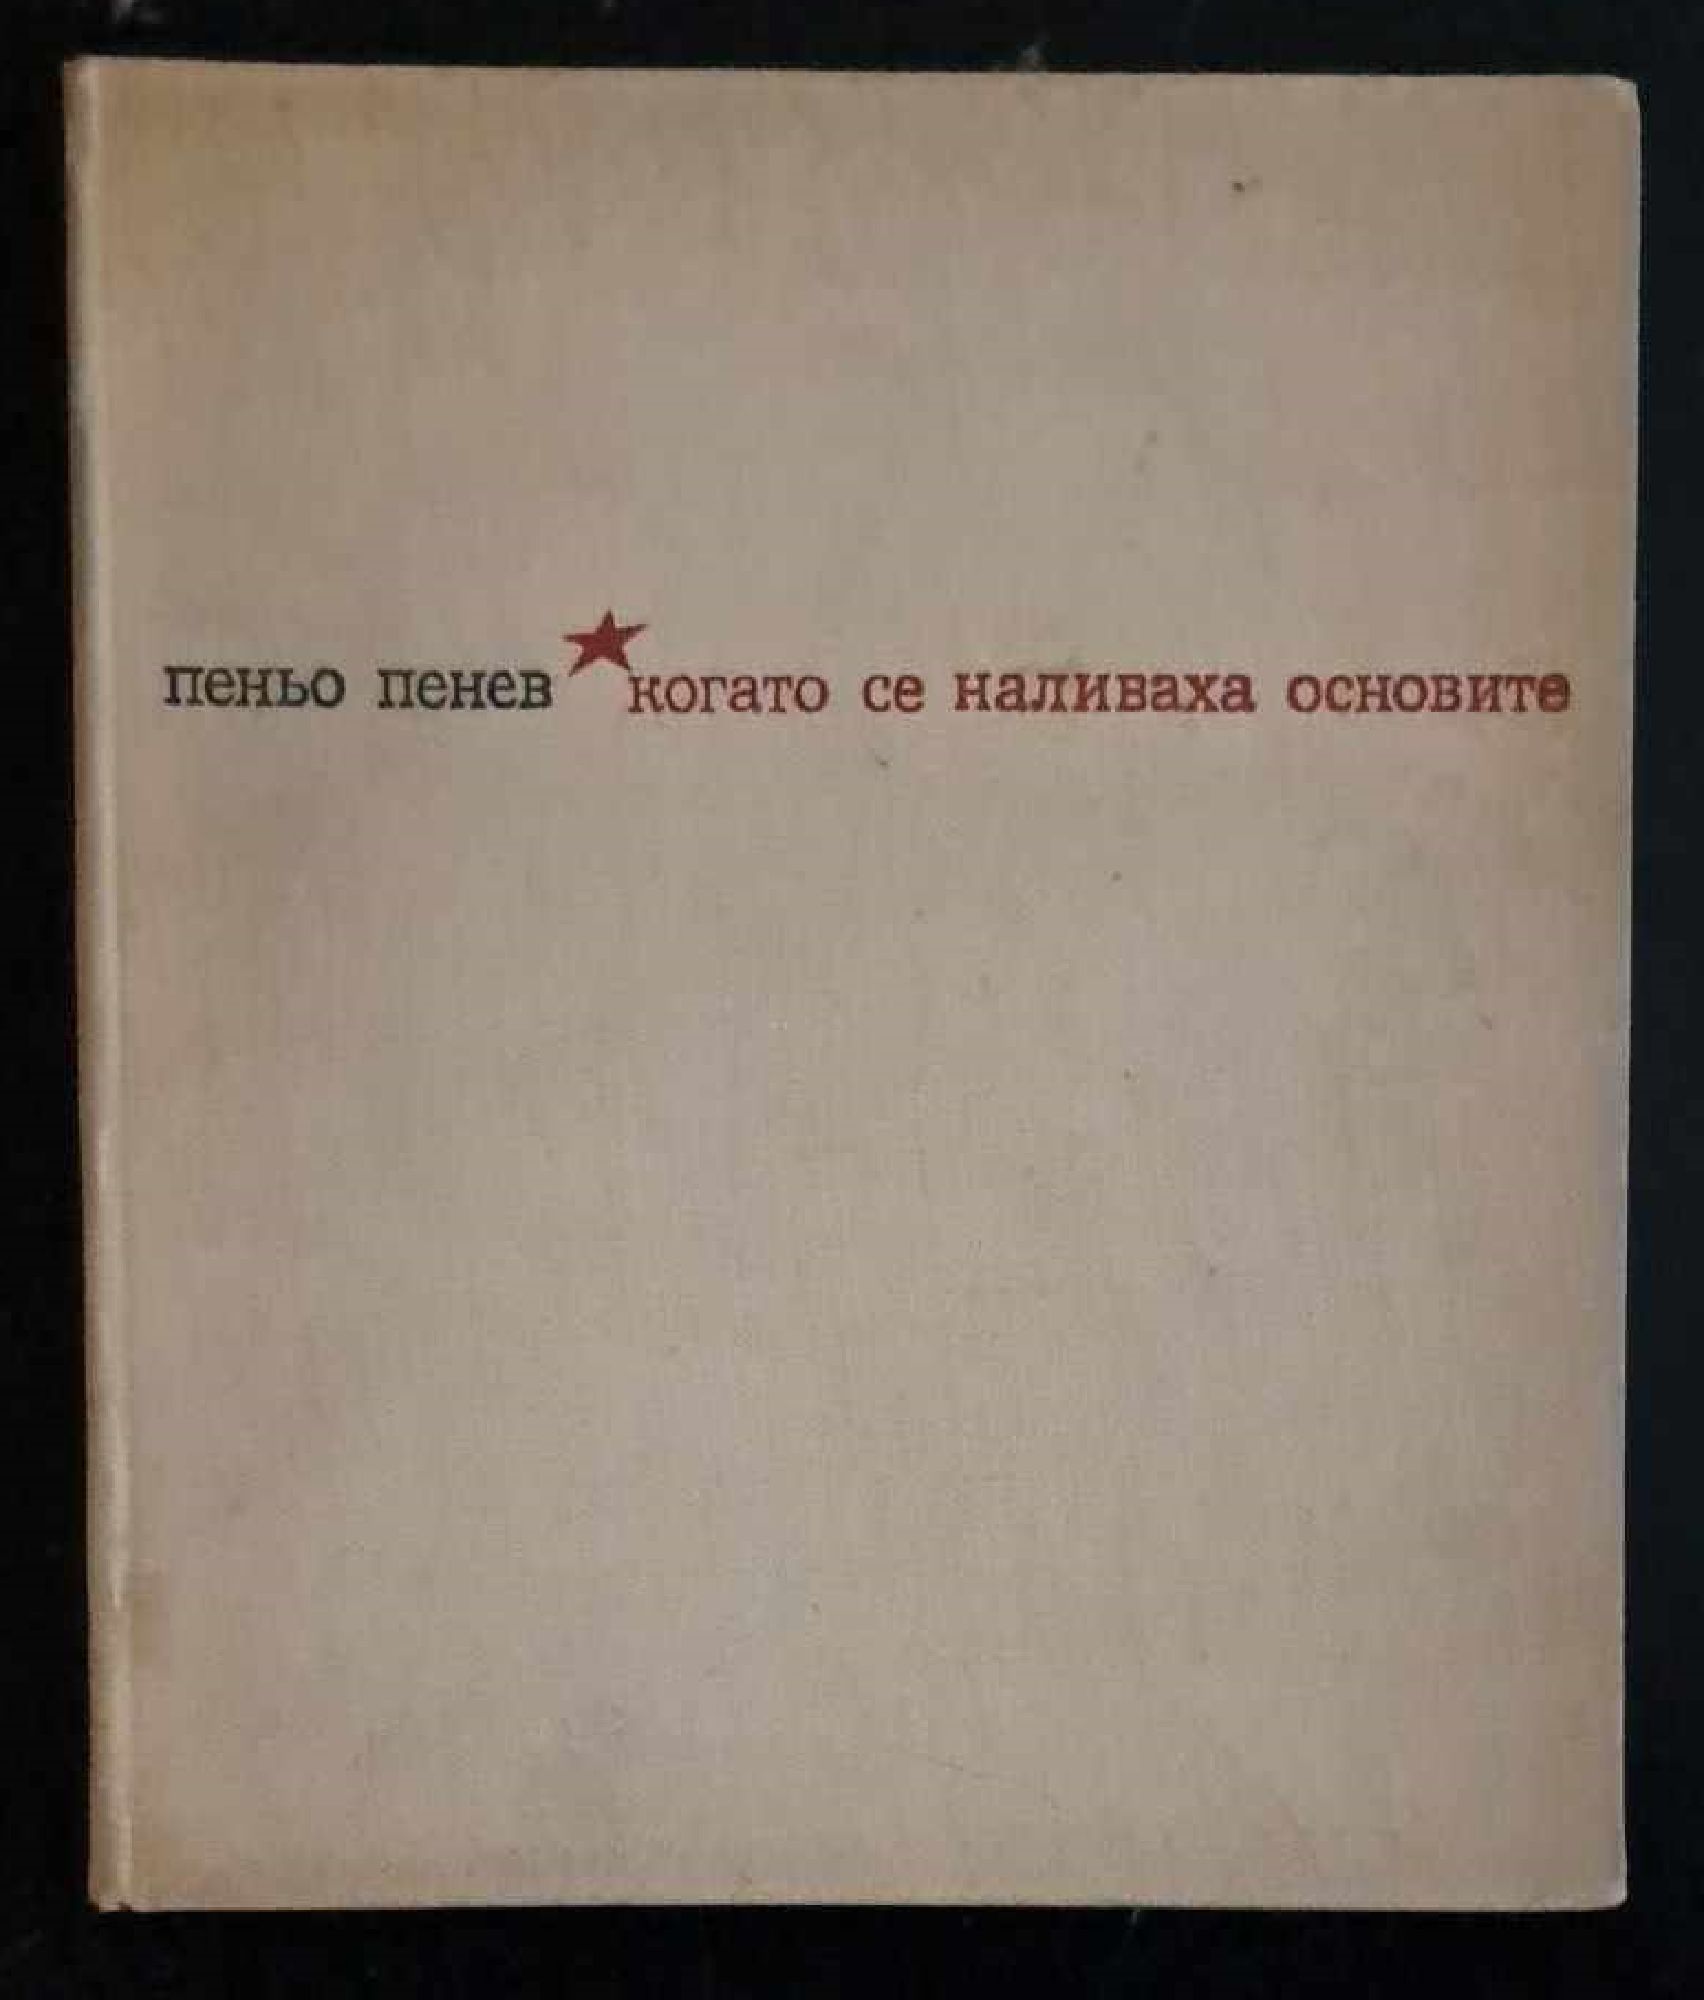 пеньо пенев когато се наливаха основите